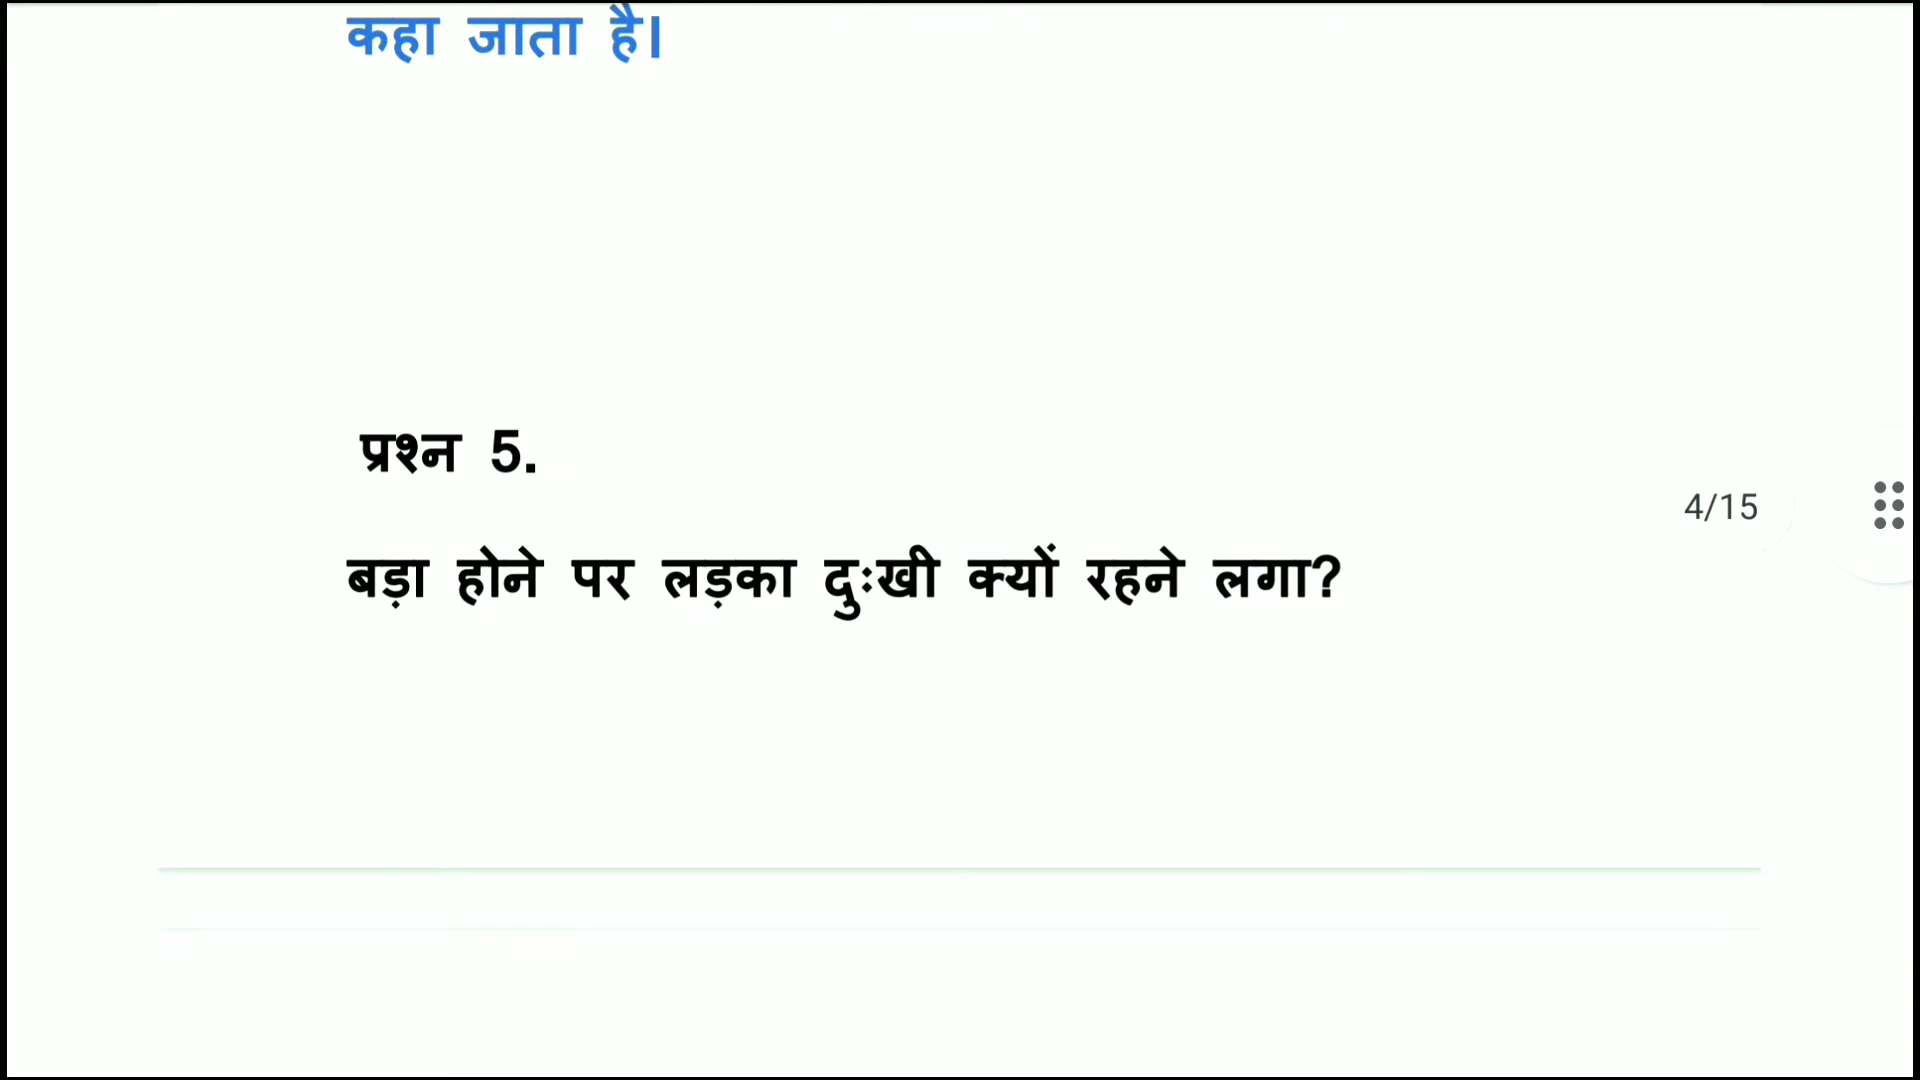 कहा जाता है।
प्रश्न 5.
4/15
बड़ा होने पर लड़का दुःखी क्यों रहने लगा?